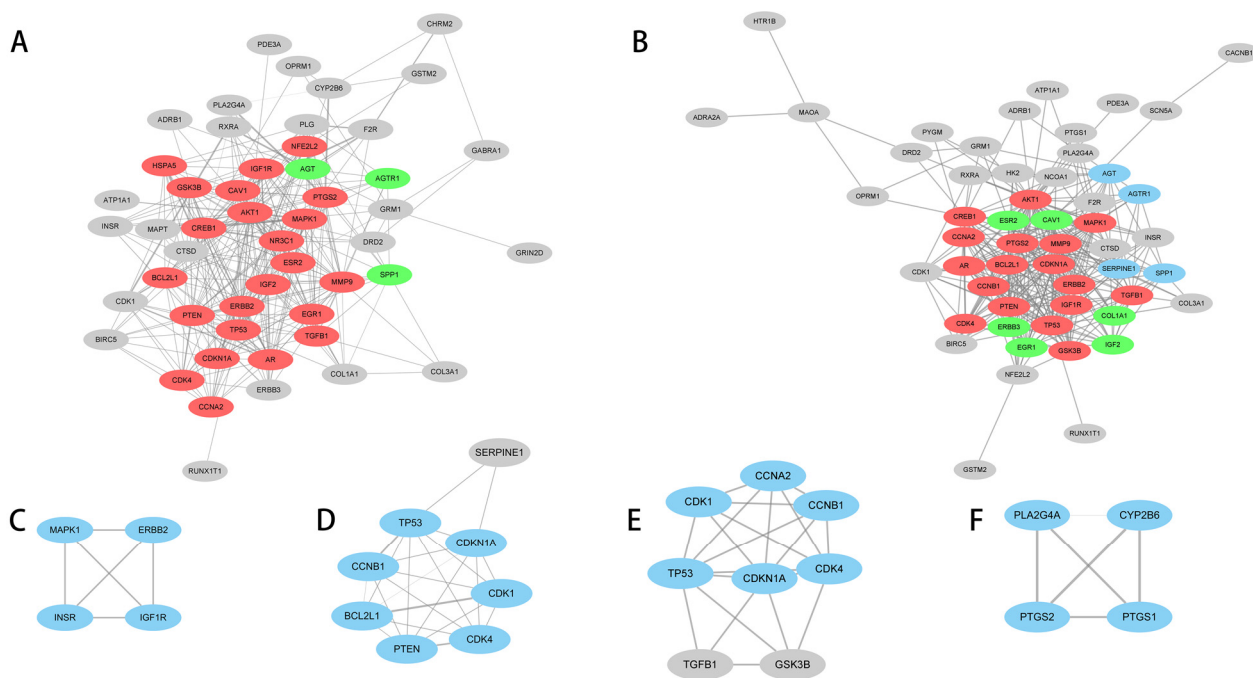 A
CHRM2
PDE3A
OPRM1
GSTM2
CYP2B6
PLA2G4A
ADRB1
RXRA
PLG
F2R
NFE2L2
GABRA1
HSPA5
IGF1R
AGT
AGTR1
GSK3B
CAV1
PTGS2
ATP1A1
AKT1
GRM1
INSR
MAPT
CREB1
MAPK1
NR3C1
DRD2
CTSD
GRIN2D
ESR2
BCL2L1
SPP1
IGF2
MMP9
CDK1
ERBB2
PTEN
EGR1
TP53
BIRC5
TGFB1
CDKN1A
AR
COL1A1
COL3A1
CDK4
ERBB3
CCNA2
RUNX1T1
B
HTR1B
CACNB1
ATP1A1
PDE3A
MAOA
ADRB1
SCN5A
ADRA2A
PTGS1
PYGM
GRM1
DRD2
PLA2G4A
HK2
AGT
RXRA
NCOA1
OPRM1
AKT1
F2R
AGTR1
CREB1
ESR2
CAV1
MAPK1
CCNA2
PTGS2
MMP9
INSR
CTSD
AR
BCL2L1
CDKN1A
SERPINE1
SPP1
CDK1
CCNB1
ERBB2
TGFB1
PTEN
IGF1R
COL3A1
COL1A1
CDK4
ERBB3
TP53
BIRC5
EGR1
GSK3B
IGF2
NFE2L2
RUNX1T1
GSTM2
C
MAPK1
ERBB2
INSR
IGF1R
D
SERPINE1
TP53
CDKN1A
CCNB1
CDK1
BCL2L1
CDK4
PTEN
E
CCNA2
CDK1
CCNB1
TP53
CDKN1A
CDK4
TGFB1
GSK3B
F
PLA2G4A
CYP2B6
PTGS2
PTGS1